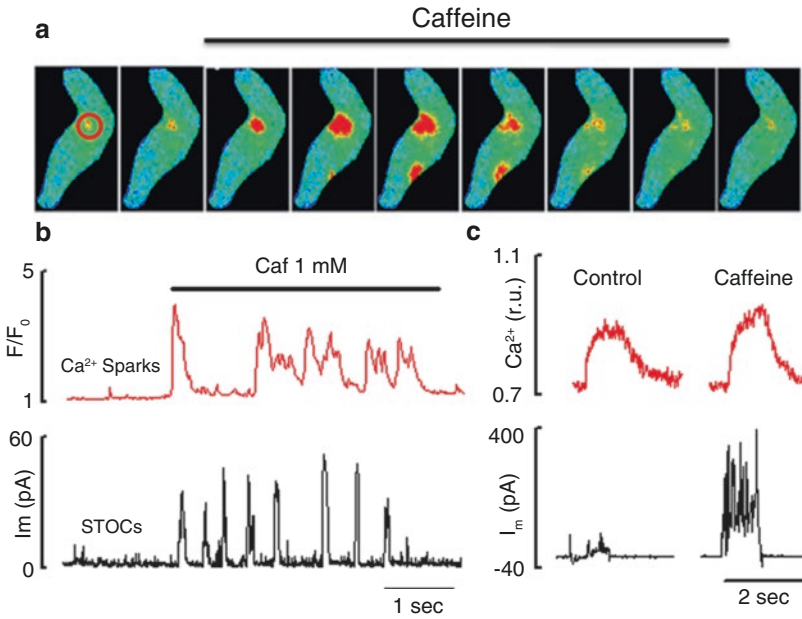 Caffeine
a
b
c
5
F/F₀
1
Caf 1 mM
Ca²⁺ Sparks
60
Im (pA)
0
STOCs
1 sec
1.1
Ca²⁺ (r.u.)
0.7
Control
Caffeine
400
Iₘ (pA)
-40
2 sec